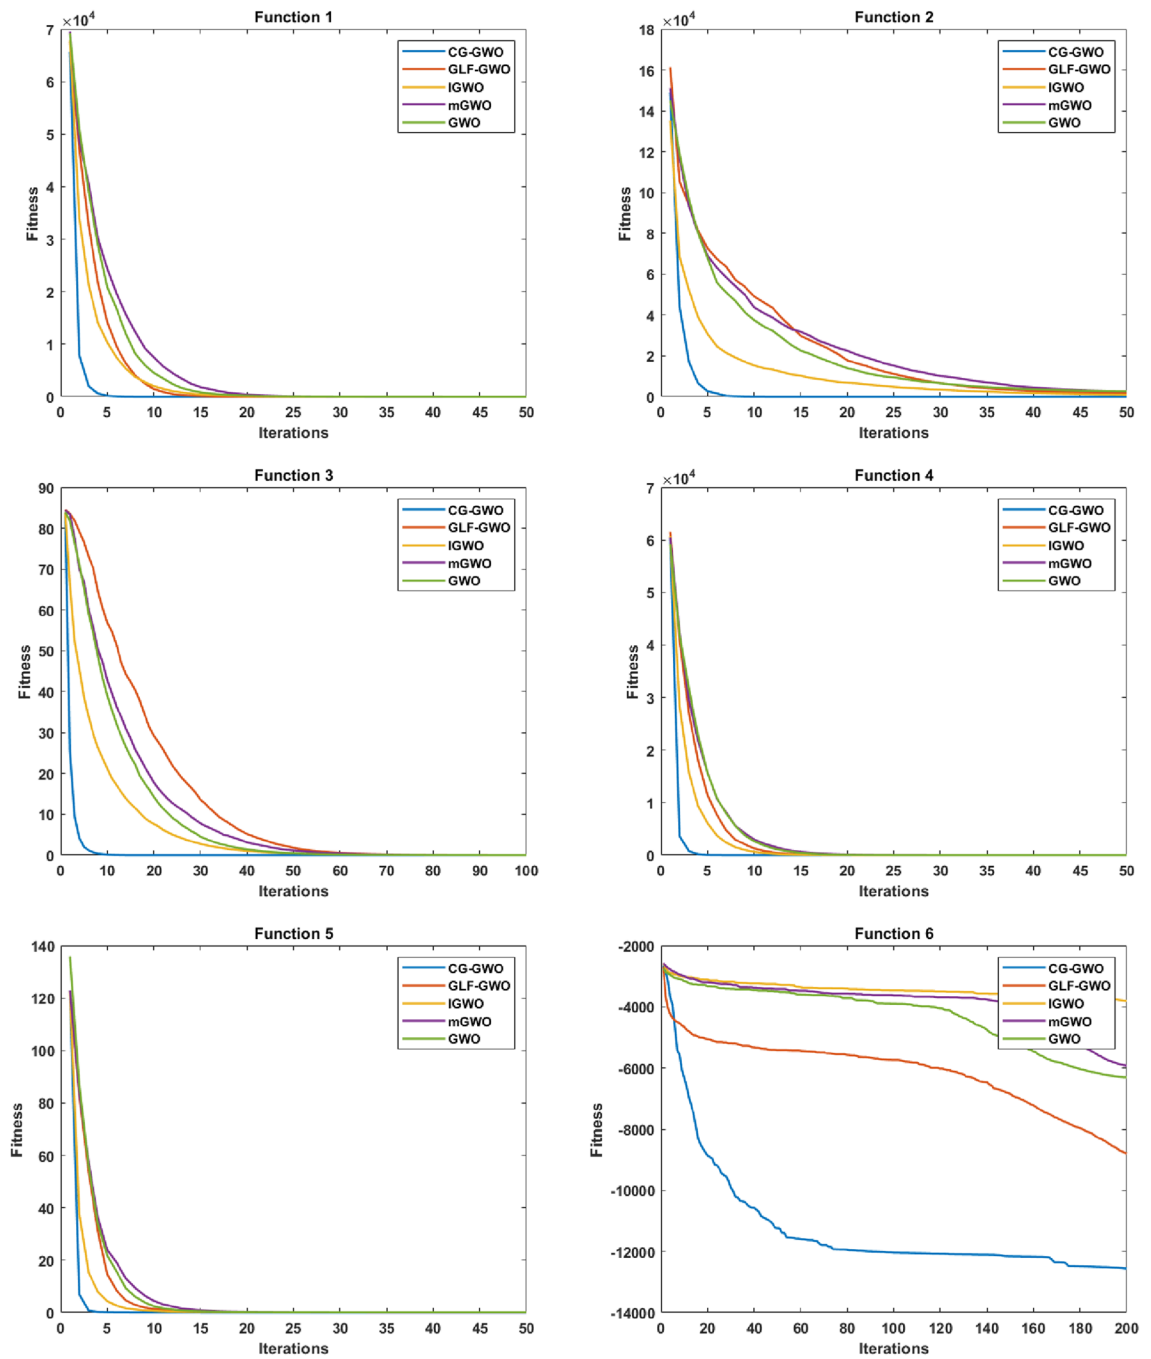 Function 1
×10⁴
7
6
5
4
3
2
1
0
Fitness
0 5 10 15 20 25 30 35 40 45 50
Iterations
CG-GWO
GLF-GWO
IGWO
mGWO
GWO
Function 2
×10⁴
18
16
14
12
10
8
6
4
2
0
Fitness
0 5 10 15 20 25 30 35 40 45 50
Iterations
CG-GWO
GLF-GWO
IGWO
mGWO
GWO
Function 3
90
80
70
60
50
40
30
20
10
0
Fitness
0 10 20 30 40 50 60 70 80 90 100
Iterations
CG-GWO
GLF-GWO
IGWO
mGWO
GWO
Function 4
×10⁴
7
6
5
4
3
2
1
0
Fitness
0 5 10 15 20 25 30 35 40 45 50
Iterations
CG-GWO
GLF-GWO
IGWO
mGWO
GWO
Function 5
140
120
100
80
60
40
20
0
Fitness
0 5 10 15 20 25 30 35 40 45 50
Iterations
CG-GWO
GLF-GWO
IGWO
mGWO
GWO
Function 6
-2000
-4000
-6000
-8000
-10000
-12000
-14000
Fitness
0 20 40 60 80 100 120 140 160 180 200
Iterations
CG-GWO
GLF-GWO
IGWO
mGWO
GWO